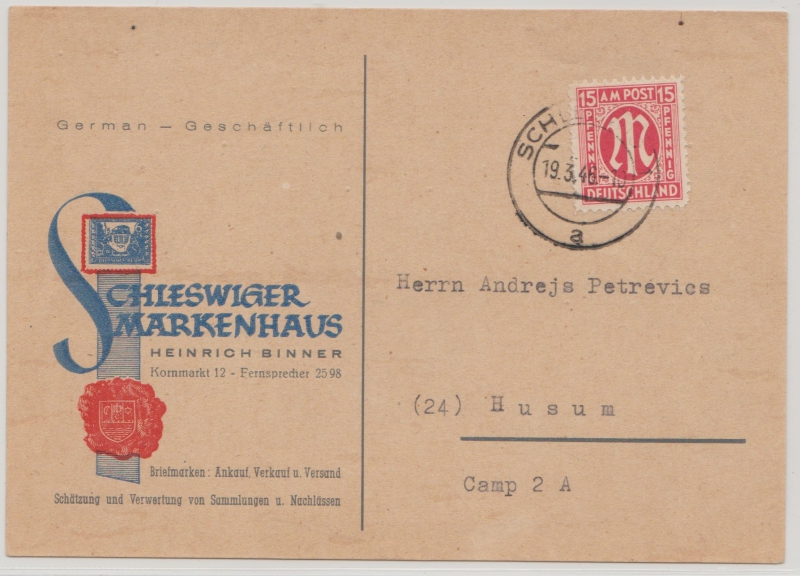 German — Geschäftlich
SCHLESWIGER
MARKENHAUS
HEINRICH BINNER
Kornmarkt 12 - Fernsprecher 2598
Briefmarken: Ankauf, Verkauf u. Versand
Schätzung und Verwertung von Sammlungen u. Nachlässen
15 AM POST 15
PFENNIG
PFENNIG
M
DEUTSCHLAND
19.3.46
a
Herrn Andrejs Petrévics
(24) Husum
Camp 2 A